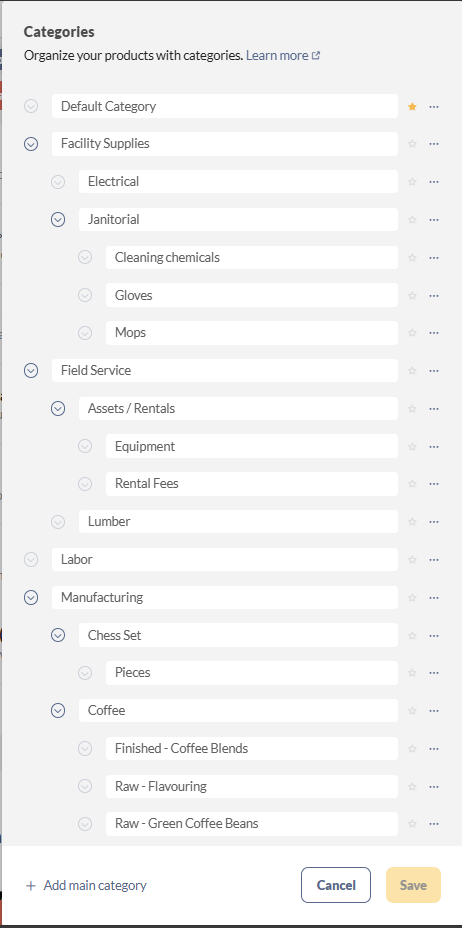 Categories
Organize your products with categories. Learn more
Default Category
Facility Supplies
Electrical
Janitorial
Cleaning chemicals
Gloves
Mops
Field Service
Assets / Rentals
Equipment
Rental Fees
Lumber
Labor
Manufacturing
Chess Set
Pieces
Coffee
Finished - Coffee Blends
Raw - Flavouring
Raw - Green Coffee Beans
+ Add main category
Cancel
Save